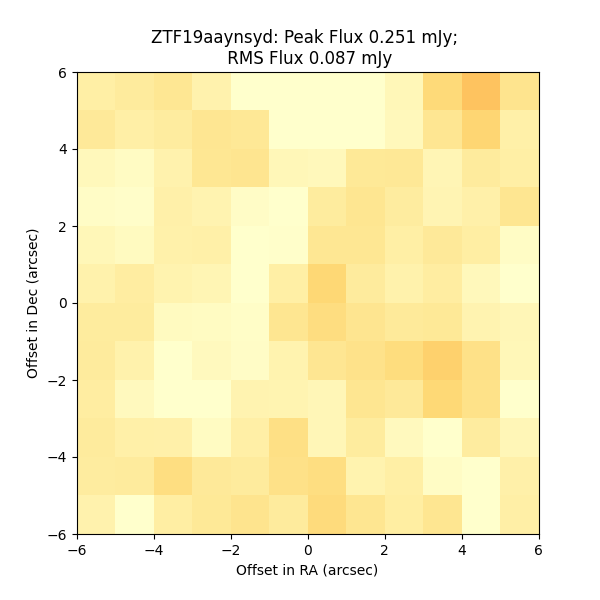 ZTF19aaynsyd: Peak Flux 0.251 mJy;
RMS Flux 0.087 mJy
6
4
2
0
−2
−4
−6
Offset in Dec (arcsec)
−6 −4 −2 0 2 4 6
Offset in RA (arcsec)